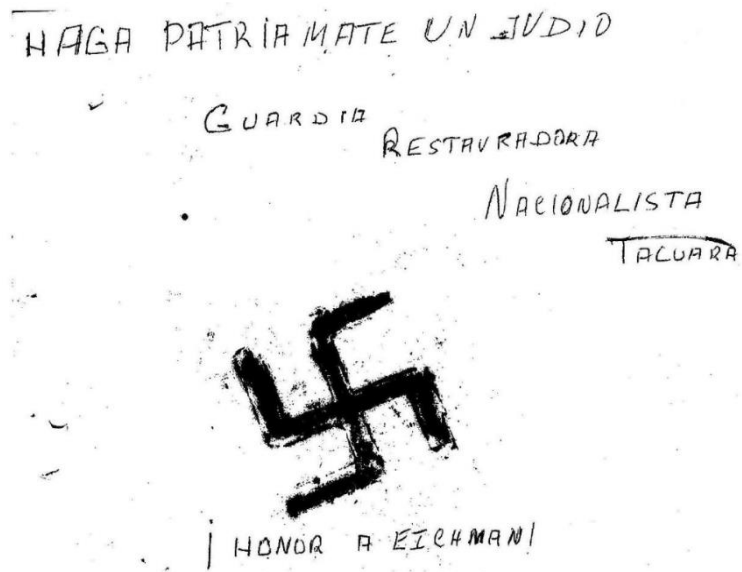 HAGA PATRIA MATE UN JUDIO
GUARDIA
RESTAURADORA
NACIONALISTA
TACUARA
¡HONOR A EICHMAN!